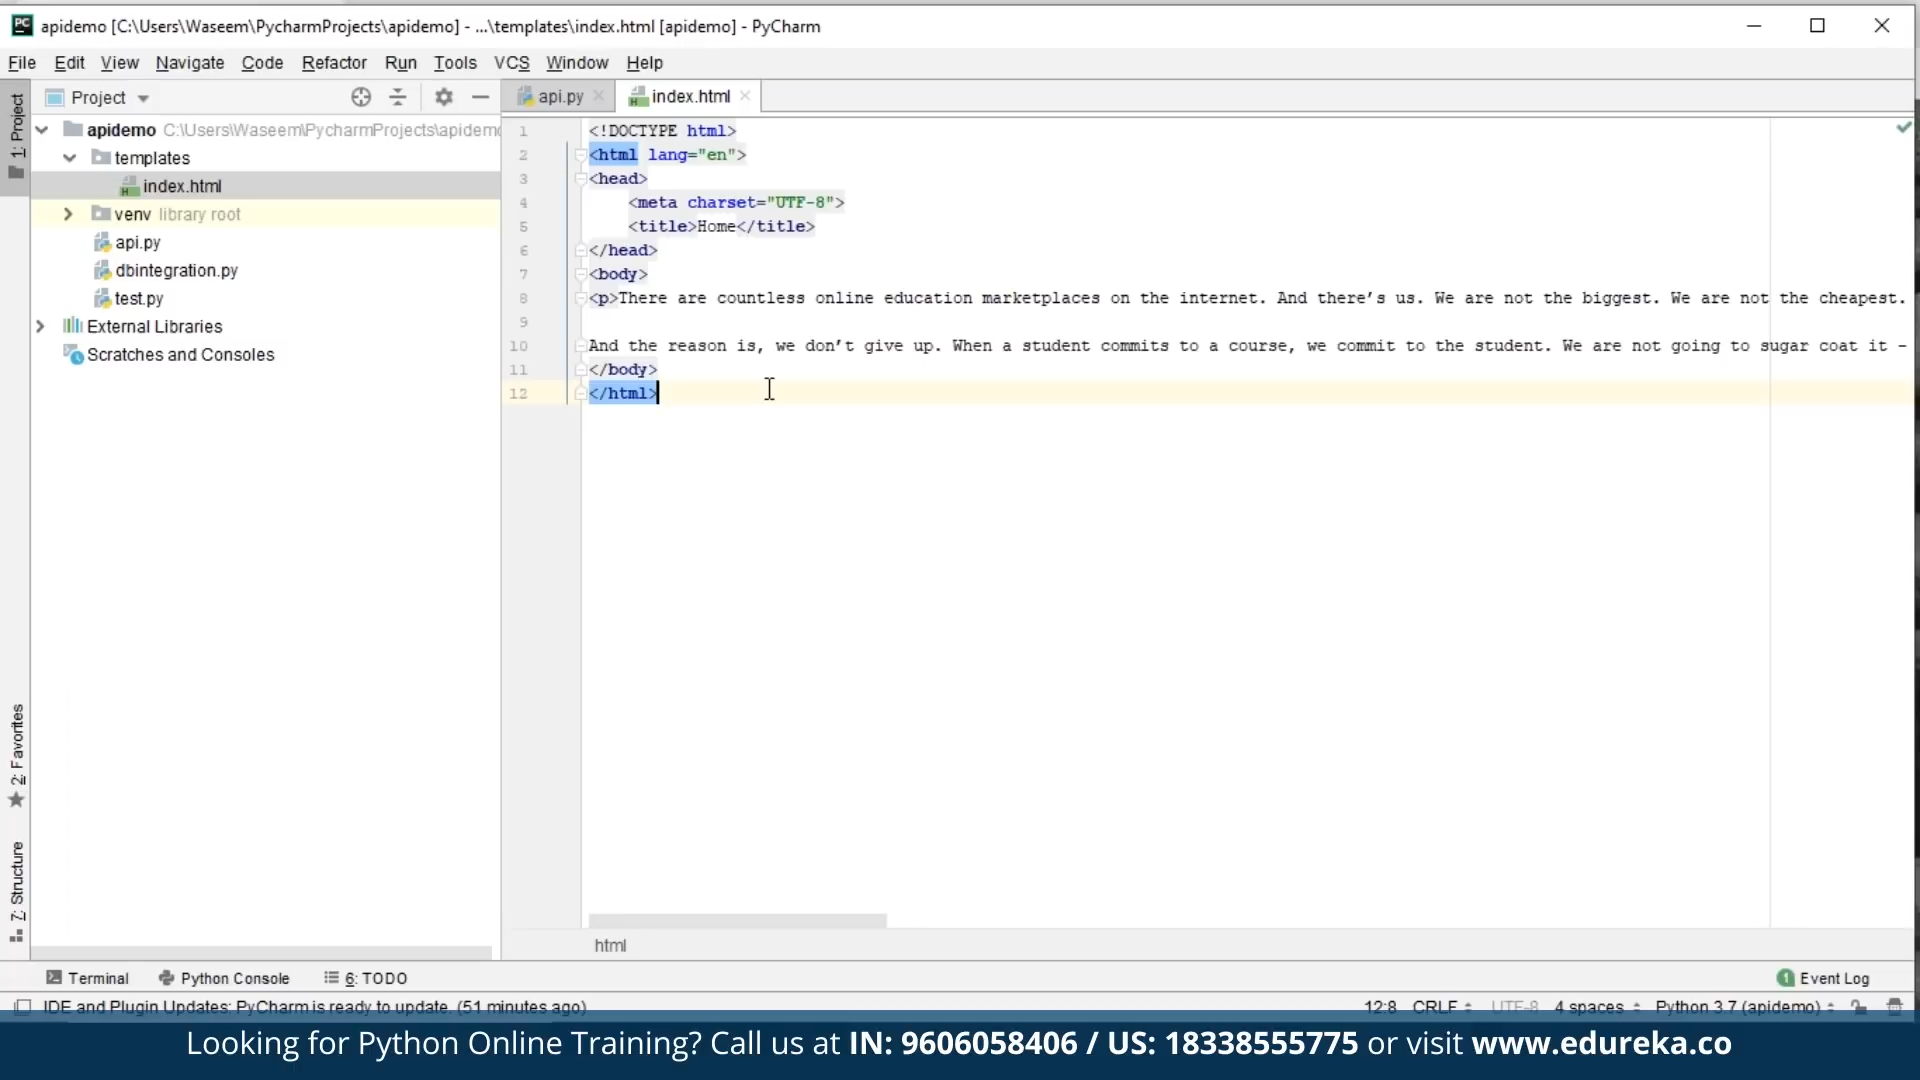 apidemo [C:\Users\Waseem\PycharmProjects\apidemo] - ...\templates\index.html [apidemo] - PyCharm
File Edit View Navigate Code Refactor Run Tools VCS Window Help
Project
api.py
index.html
1: Project
apidemo C:\Users\Waseem\PycharmProjects\apidem
templates
index.html
venv library root
api.py
dbintegration.py
test.py
External Libraries
Scratches and Consoles
1 <!DOCTYPE html>
2 <html lang="en">
3 <head>
4 <meta charset="UTF-8">
5 <title>Home</title>
6 </head>
7 <body>
8 <p>There are countless online education marketplaces on the internet. And there’s us. We are not the biggest. We are not the cheapest.
9
10 And the reason is, we don’t give up. When a student commits to a course, we commit to the student. We are not going to sugar coat it -
11 </body>
12 </html>
2: Favorites
7: Structure
html
Terminal Python Console 6: TODO 1 Event Log
IDE and Plugin Updates: PyCharm is ready to update. (51 minutes ago) 12:8 CRLF UTF-8 4 spaces Python 3.7 (apidemo)
Looking for Python Online Training? Call us at IN: 9606058406 / US: 18338555775 or visit www.edureka.co